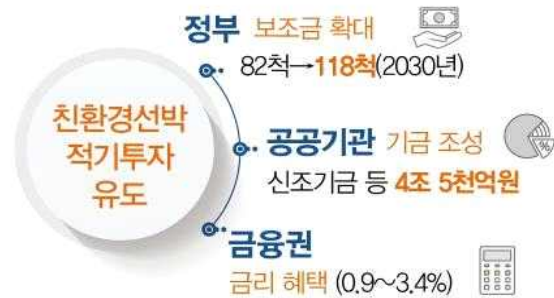 정부 보조금 확대
82척→118척(2030년)
친환경선박
적기투자
유도
공공기관 기금 조성
%
신조기금 등 4조 5천억원
금융권
금리 혜택 (0.9~3.4%)